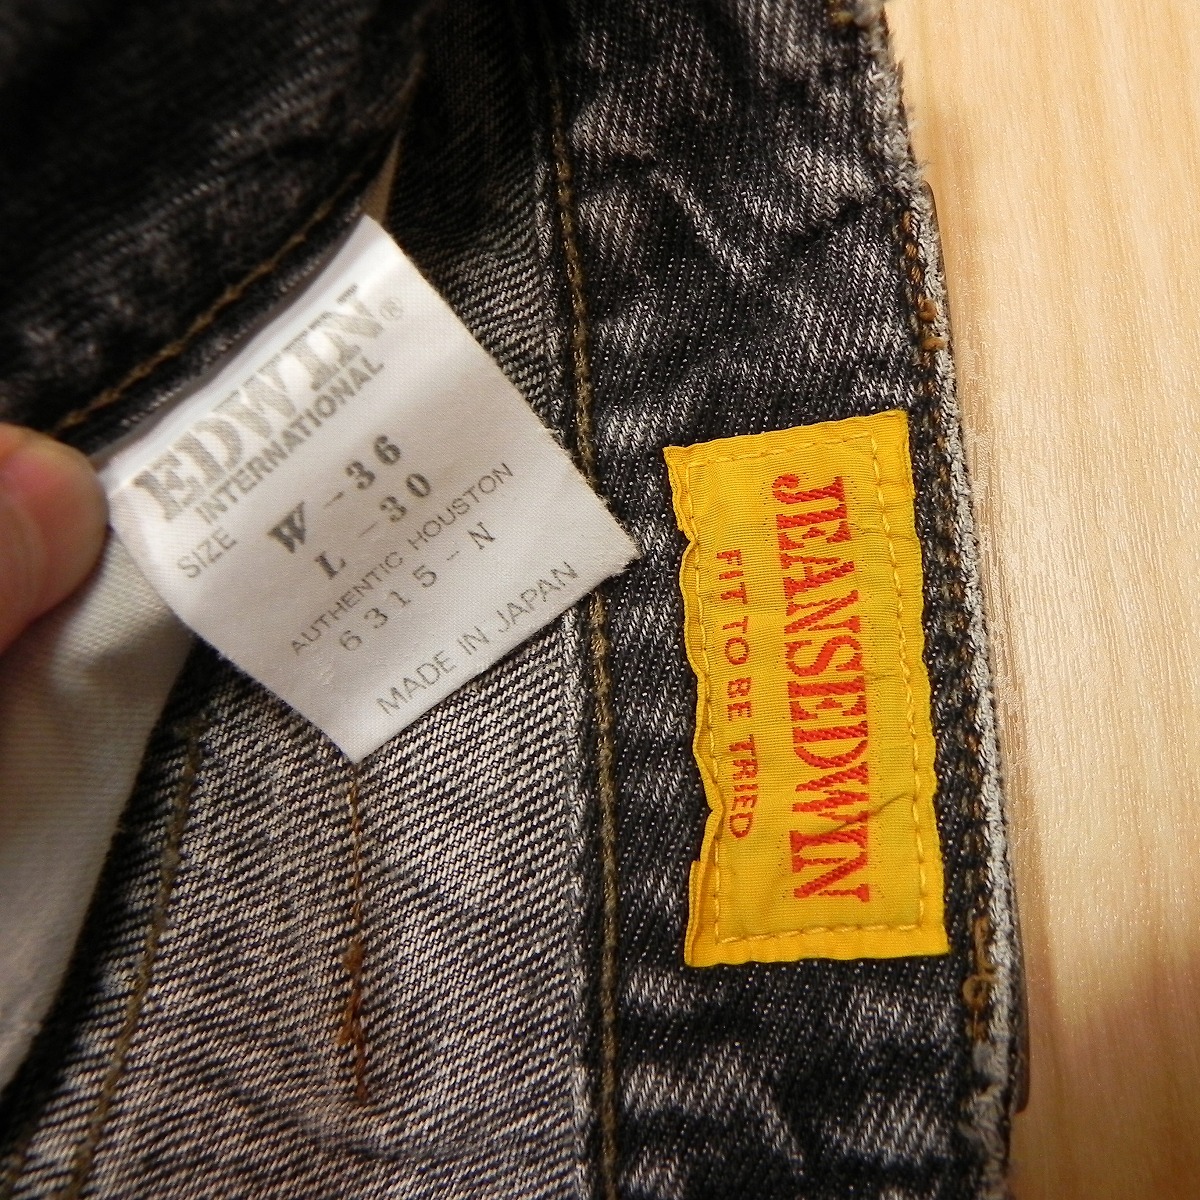 EDWIN®
INTERNATIONAL
SIZE W-36
L-30
AUTHENTIC HOUSTON
6315-N
MADE IN JAPAN
JEANSEDWIN
FIT TO BE TRIED